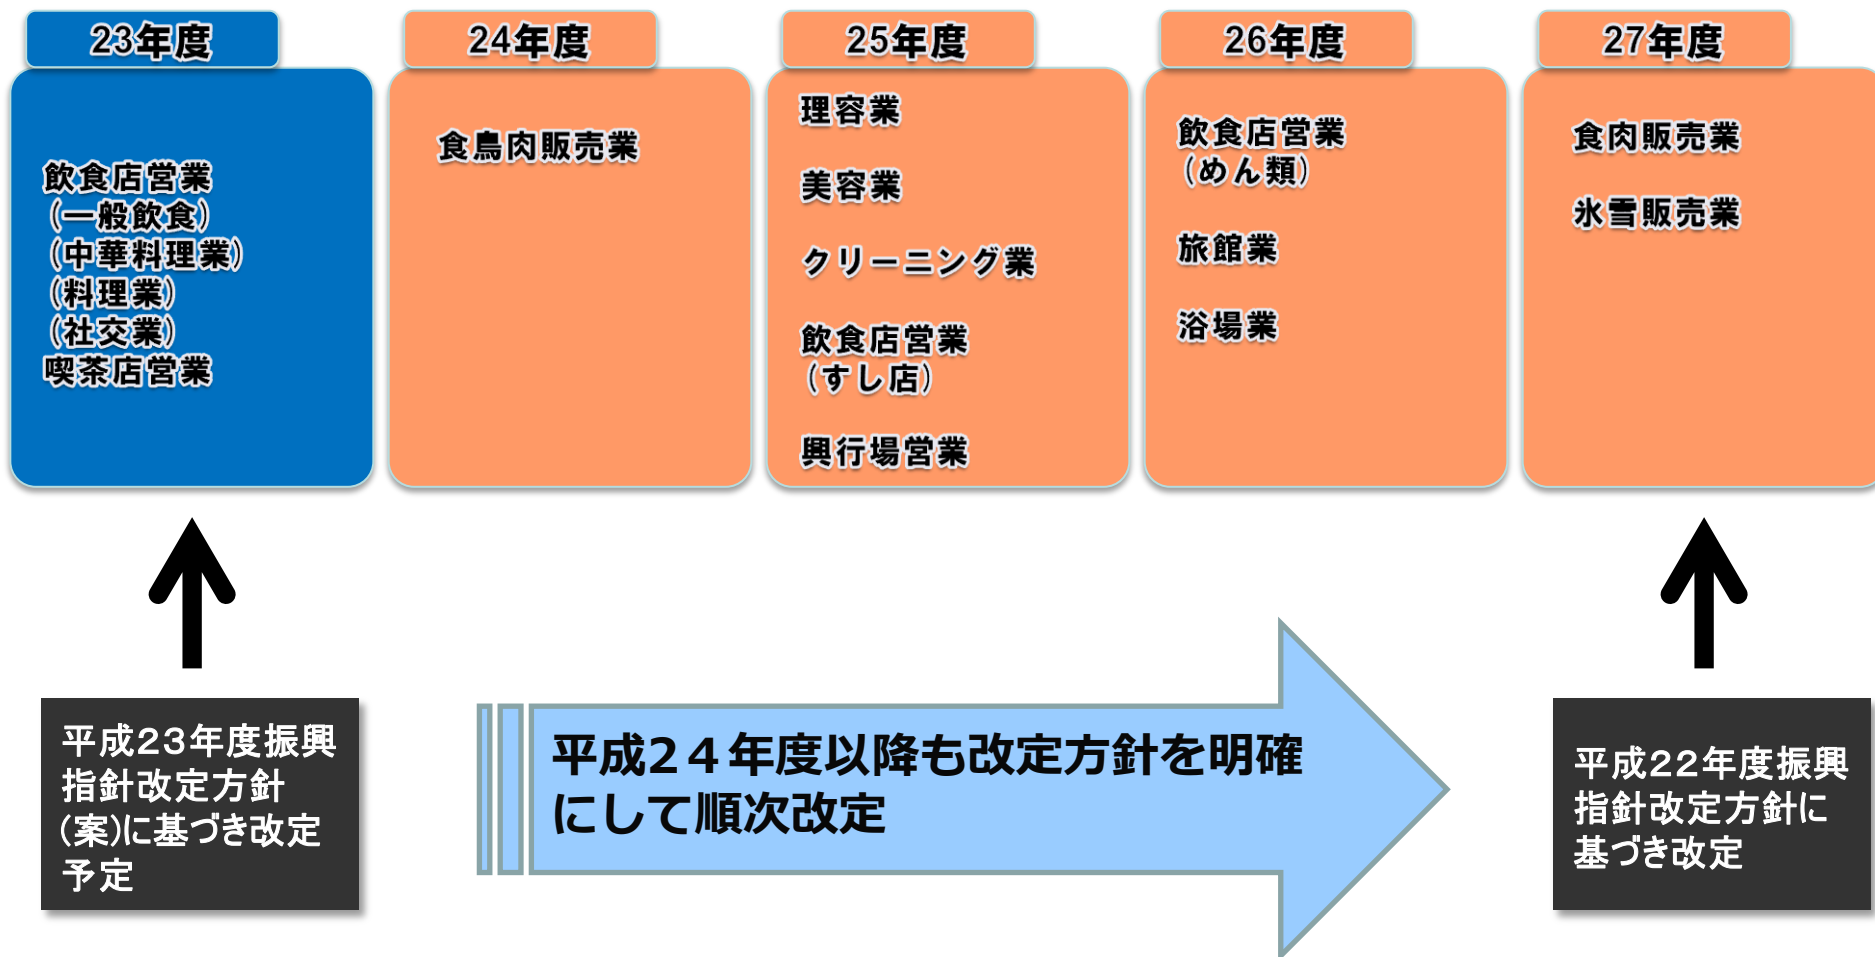 23年度
飲食店営業
(一般飲食)
(中華料理業)
(料理業)
(社交業)
喫茶店営業
24年度
食鳥肉販売業
25年度
理容業
美容業
クリーニング業
飲食店営業
(すし店)
興行場営業
26年度
飲食店営業
(めん類)
旅館業
浴場業
27年度
食肉販売業
氷雪販売業
平成23年度振興
指針改定方針
(案)に基づき改定
予定
平成2４年度以降も改定方針を明確
にして順次改定
平成22年度振興
指針改定方針に
基づき改定